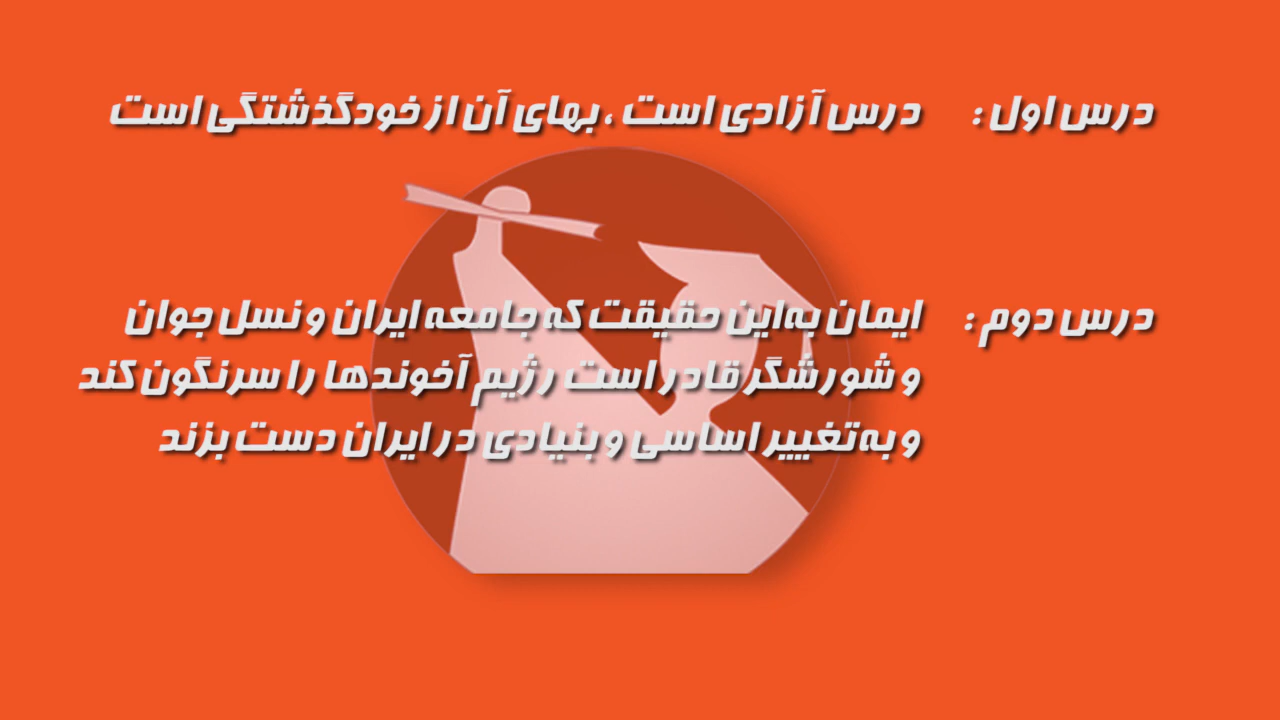 درس اول : درس آزادی است ، بهای آن از خودگذشتگی است
درس دوم : ایمان به این حقیقت که جامعه ایران و نسل جوان
و شورشگر قادر است رژیم آخوندها را سرنگون کند
و به تغییر اساسی و بنیادی در ایران دست بزند